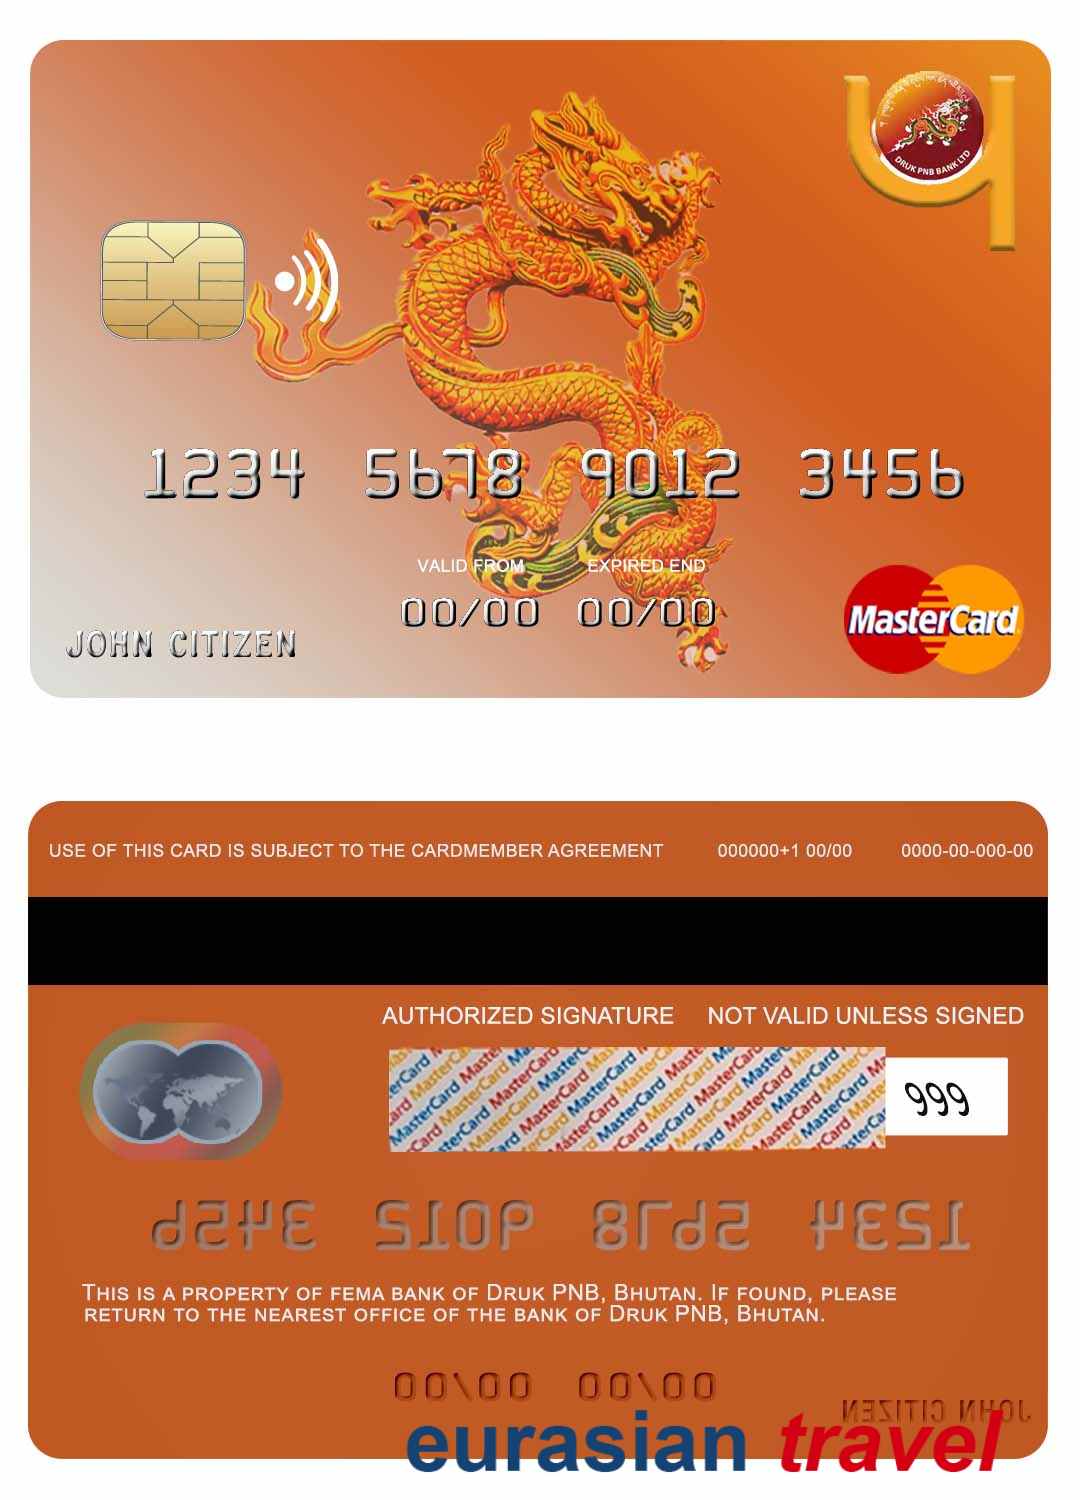 DRUK PNB BANK LTD
1234 5678 9012 3456
VALID FROM EXPIRED END
00/00 00/00
JOHN CITIZEN
MasterCard
USE OF THIS CARD IS SUBJECT TO THE CARDMEMBER AGREEMENT 000000+1 00/00 0000-00-000-00
AUTHORIZED SIGNATURE NOT VALID UNLESS SIGNED
MasterCard MasterCard MasterCard
999
1234 5678 9012 3456
THIS IS A PROPERTY OF FEMA BANK OF DRUK PNB, BHUTAN. IF FOUND, PLEASE
RETURN TO THE NEAREST OFFICE OF THE BANK OF DRUK PNB, BHUTAN.
00/00 00/00
JOHN CITIZEN
eurasian travel